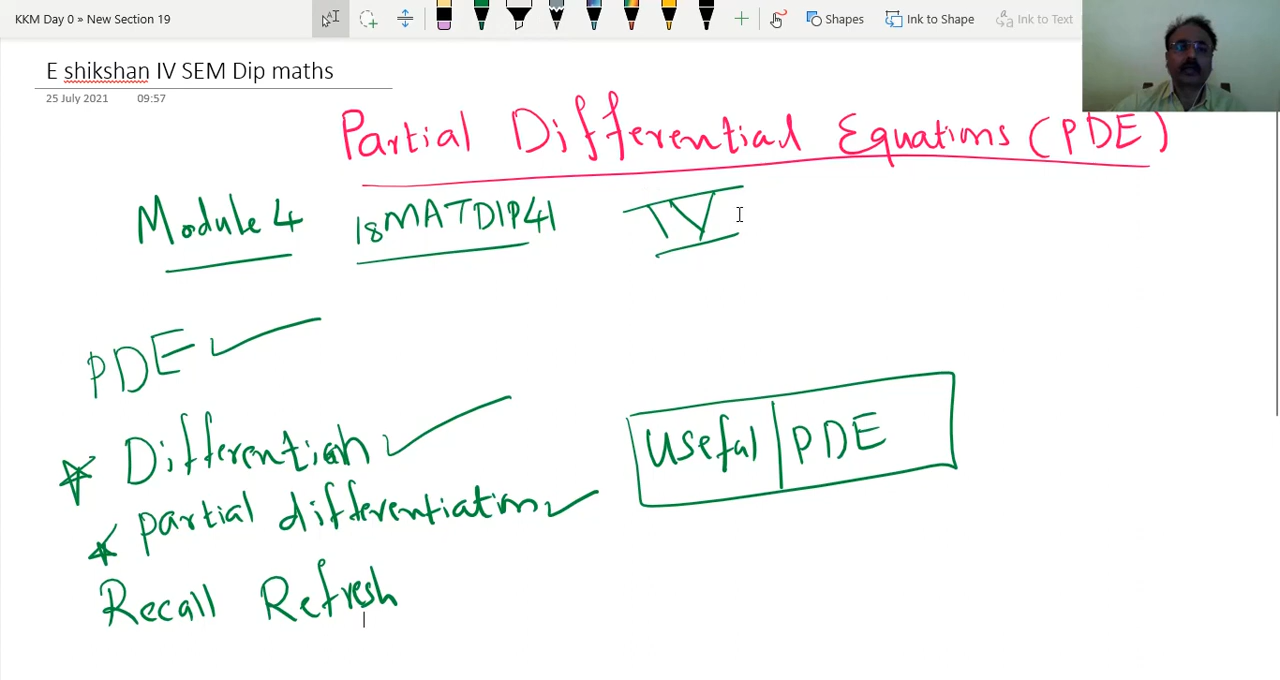 KKM Day 0 » New Section 19
Shapes Ink to Shape Ink to Text
E shikshan IV SEM Dip maths
25 July 2021 09:57
Partial Differential Equations (PDE)
Module 4 18MATDIP41 IV
PDE
Differentiation
Useful | PDE
partial differentiation
Recall Refresh